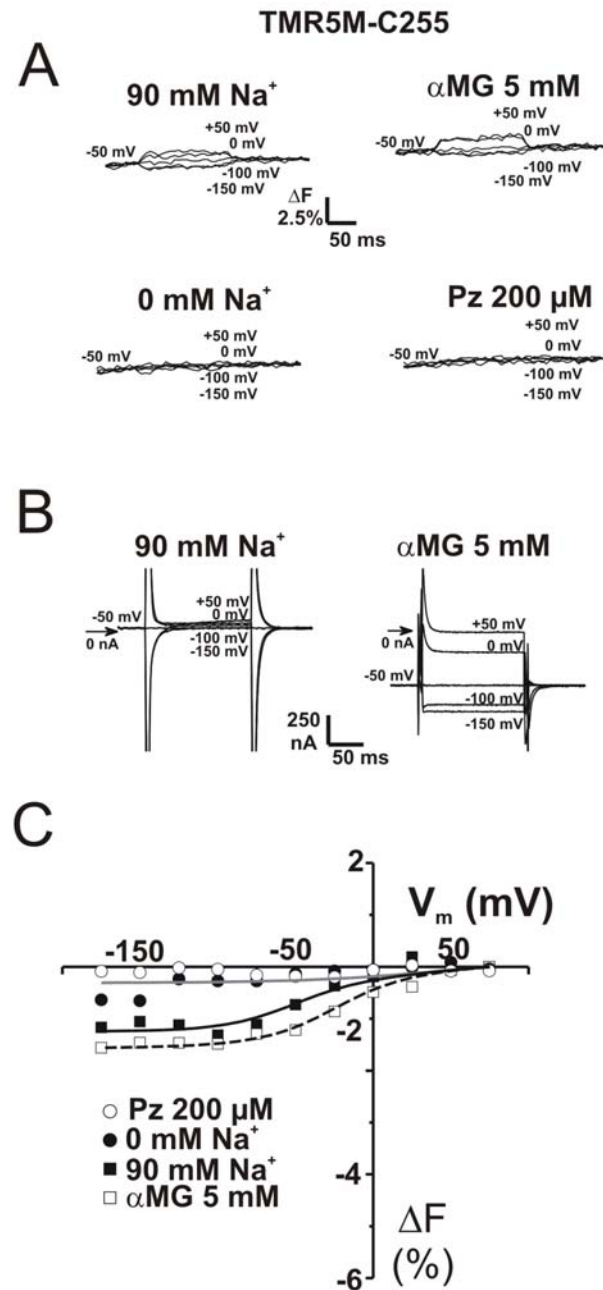 TMR5M-C255
A
90 mM Na⁺
αMG 5 mM
+50 mV
0 mV
-50 mV
-100 mV
-150 mV
+50 mV
0 mV
-50 mV
-100 mV
-150 mV
ΔF
2.5%
50 ms
0 mM Na⁺
Pz 200 µM
+50 mV
0 mV
-50 mV
-100 mV
-150 mV
+50 mV
0 mV
-50 mV
-100 mV
-150 mV
B
90 mM Na⁺
αMG 5 mM
-50 mV
+50 mV
0 mV
0 nA
-100 mV
-150 mV
+50 mV
0 nA
0 mV
-50 mV
-100 mV
-150 mV
250
nA
50 ms
C
2
Vₘ (mV)
-150
-50
50
-2
Pz 200 µM
0 mM Na⁺
90 mM Na⁺
αMG 5 mM
-4
ΔF
(%)
-6